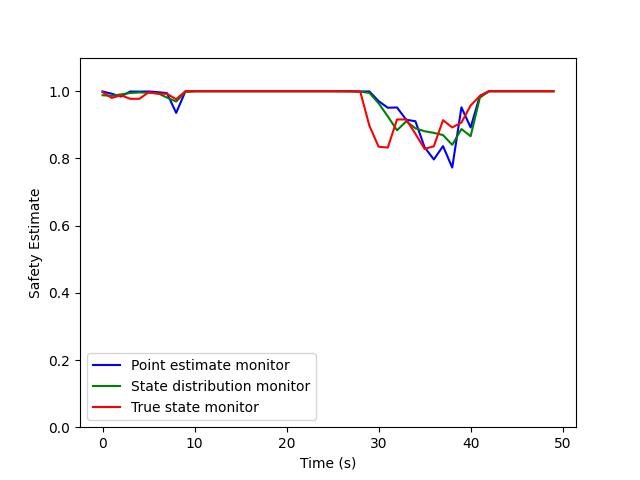 1.0
0.8
0.6
0.4
0.2
0.0
Safety Estimate
Point estimate monitor
State distribution monitor
True state monitor
0 10 20 30 40 50
Time (s)